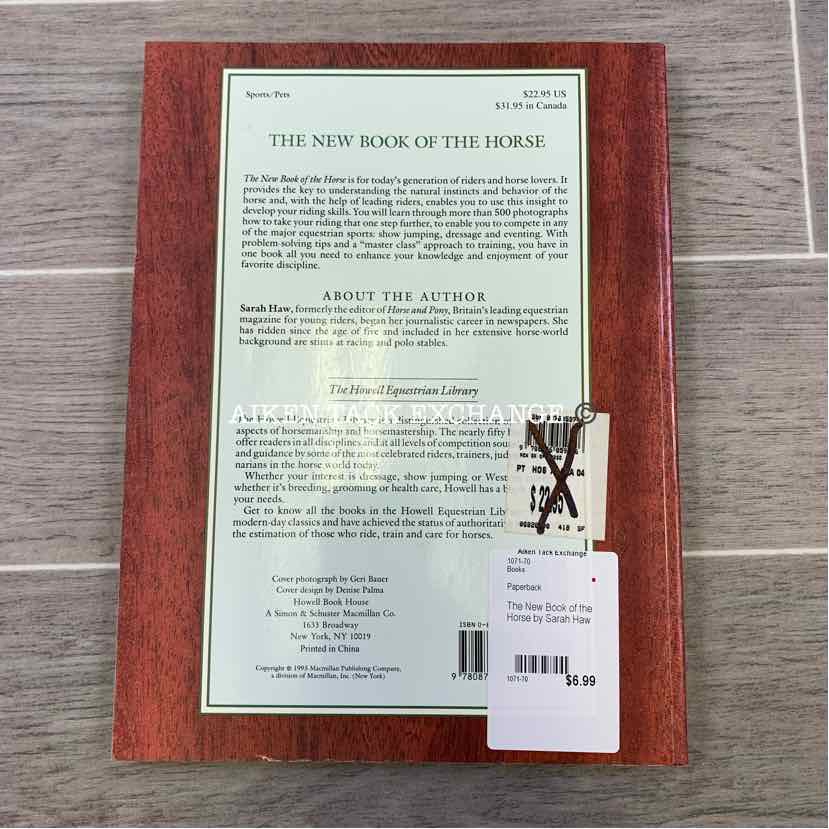 Sports/Pets
$22.95 US
$31.95 in Canada
THE NEW BOOK OF THE HORSE
The New Book of the Horse is for today's generation of riders and horse lovers. It
provides the key to understanding the natural instincts and behavior of the
horse and, with the help of leading riders, enables you to use this insight to
develop your riding skills. You will learn through more than 500 photographs
how to take your riding that one step further, to enable you to compete in any
of the major equestrian sports: show jumping, dressage and eventing. With
problem-solving tips and a "master class" approach to training, you have in
one book all you need to enhance your knowledge and enjoyment of your
favorite discipline.
ABOUT THE AUTHOR
Sarah Haw, formerly the editor of Horse and Pony, Britain's leading equestrian
magazine for young riders, began her journalistic career in newspapers. She
has ridden since the age of five and included in her extensive horse-world
background are stints at racing and polo stables.
The Howell Equestrian Library
AIKEN TACK EXCHANGE ©
aspects of horsemanship and horsemastership. The nearly fifty
offer readers in all disciplines and at all levels of competition
and guidance by some of the most celebrated riders, trainers,
narians in the horse world today.
Whether your interest is dressage, show jumping or
whether it's breeding, grooming or health care, Howell has a
your needs.
Get to know all the books in the Howell Equestrian
modern-day classics and have achieved the status of
the estimation of those who ride, train and care for horses.
PT HOB
04
$ 22.95
418 SF
Cover photograph by Geri Bauer
Cover design by Denise Palma
Howell Book House
A Simon & Schuster Macmillan Co.
1633 Broadway
New York, NY 10019
Printed in China
Copyright © 1993 Macmillan Publishing Company,
a division of Macmillan, Inc. (New York)
ISBN 0-8
9 78087
Aiken Tack Exchange
1071-70
Books
Paperback
The New Book of the
Horse by Sarah Haw
1071-70
$6.99